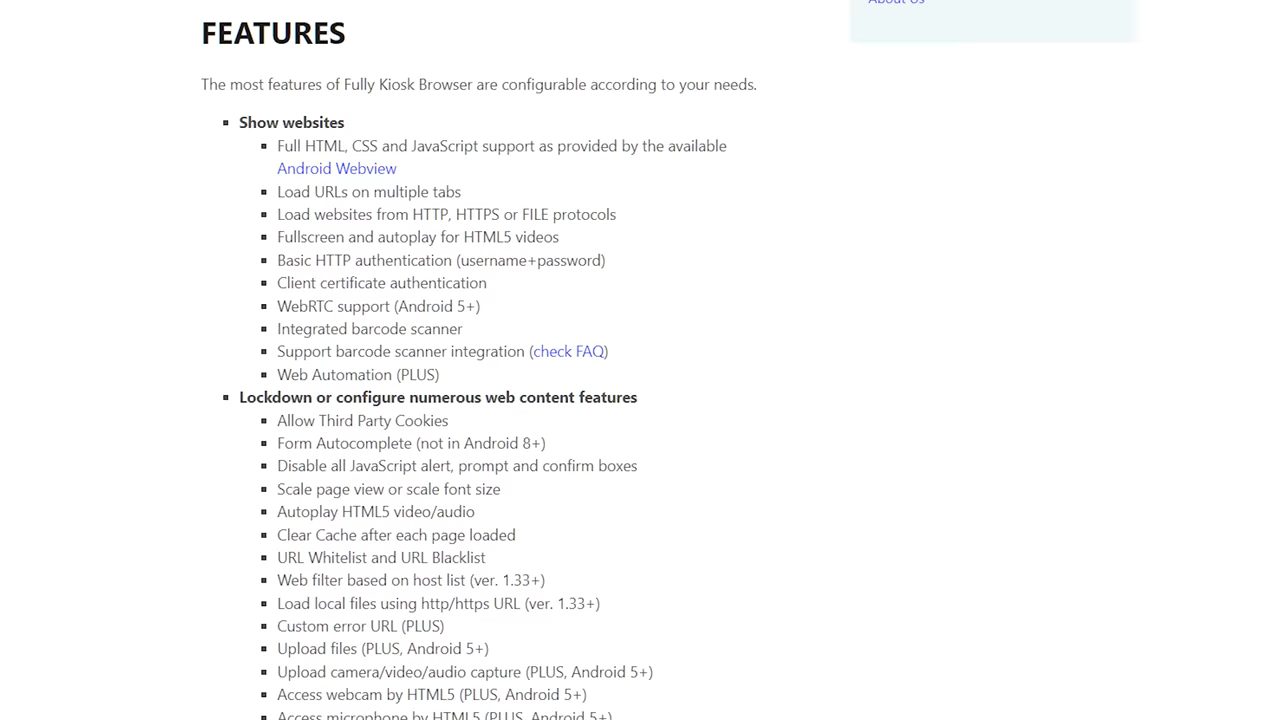 About Us
FEATURES
The most features of Fully Kiosk Browser are configurable according to your needs.
Show websites
Full HTML, CSS and JavaScript support as provided by the available
Android Webview
Load URLs on multiple tabs
Load websites from HTTP, HTTPS or FILE protocols
Fullscreen and autoplay for HTML5 videos
Basic HTTP authentication (username+password)
Client certificate authentication
WebRTC support (Android 5+)
Integrated barcode scanner
Support barcode scanner integration (check FAQ)
Web Automation (PLUS)
Lockdown or configure numerous web content features
Allow Third Party Cookies
Form Autocomplete (not in Android 8+)
Disable all JavaScript alert, prompt and confirm boxes
Scale page view or scale font size
Autoplay HTML5 video/audio
Clear Cache after each page loaded
URL Whitelist and URL Blacklist
Web filter based on host list (ver. 1.33+)
Load local files using http/https URL (ver. 1.33+)
Custom error URL (PLUS)
Upload files (PLUS, Android 5+)
Upload camera/video/audio capture (PLUS, Android 5+)
Access webcam by HTML5 (PLUS, Android 5+)
Access microphone by HTML5 (PLUS, Android 5+)